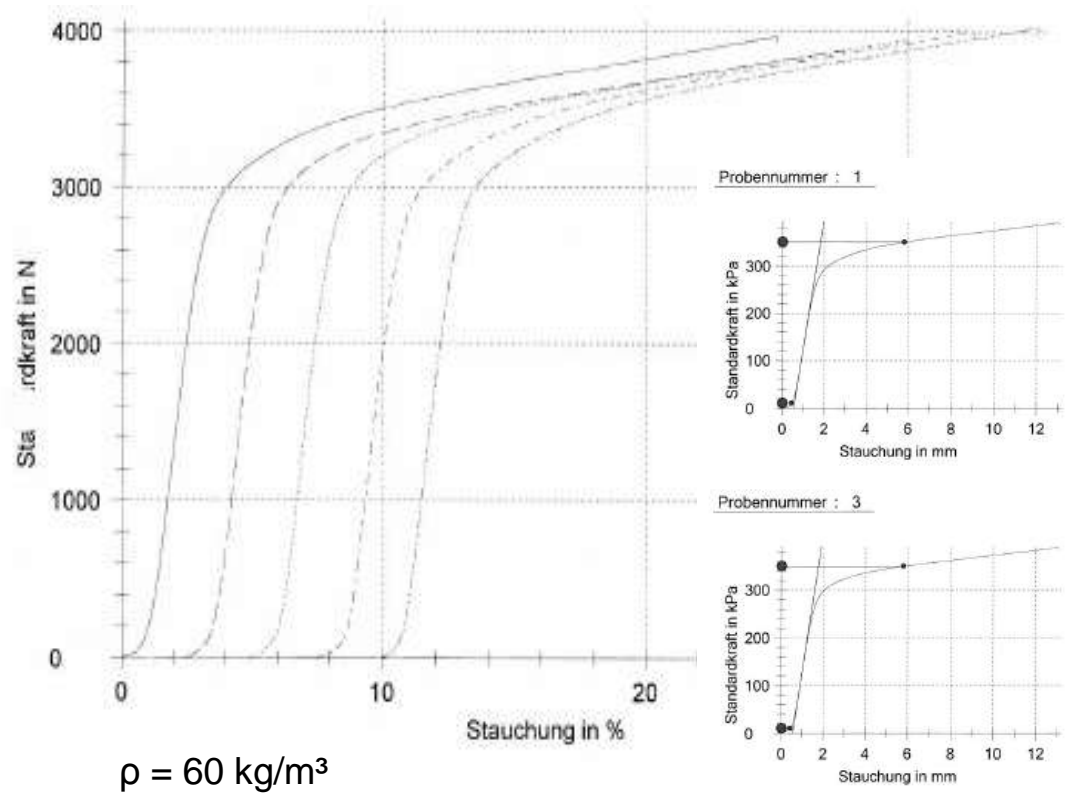 4000
3000
2000
1000
0
Sta .rdkraft in N
0 10 20
Stauchung in %
ρ = 60 kg/m³
Probennummer : 1
300
200
100
0
Standardkraft in kPa
0 2 4 6 8 10 12
Stauchung in mm
Probennummer : 3
300
200
100
0
Standardkraft in kPa
0 2 4 6 8 10 12
Stauchung in mm